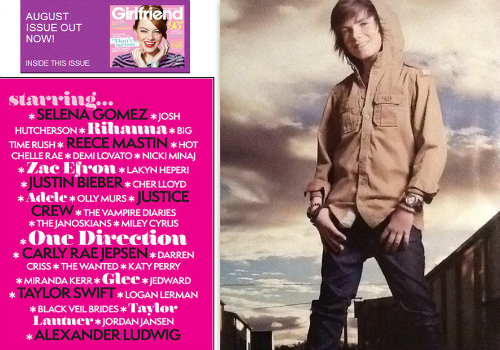 AUGUST
ISSUE OUT
NOW!
INSIDE THIS ISSUE
Girlfriend
starring...
* SELENA GOMEZ * JOSH
HUTCHERSON * Rihanna * BIG
TIME RUSH * REECE MASTIN * HOT
CHELLE RAE * DEMI LOVATO * NICKI MINAJ
* Zac Efron * LAKYN HEPERI
* JUSTIN BIEBER * CHER LLOYD
* Adele * OLLY MURS * JUSTICE
CREW * THE VAMPIRE DIARIES
* THE JANOSKIANS * MILEY CYRUS
* One Direction
* CARLY RAE JEPSEN * DARREN
CRISS * THE WANTED * KATY PERRY
* MIRANDA KERR * Glee * JEDWARD
* TAYLOR SWIFT * LOGAN LERMAN
* BLACK VEIL BRIDES * Taylor
Lautner * JORDAN JANSEN
* ALEXANDER LUDWIG